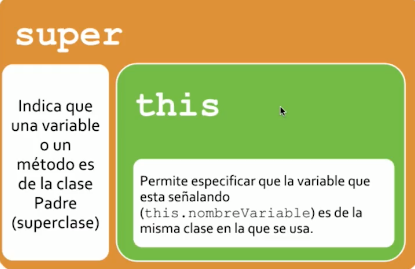 super
Indica que
una variable
o un
método es
de la clase
Padre
(superclase)
this
Permite especificar que la variable que
esta señalando
(this.nombreVariable) es de la
misma clase en la que se usa.